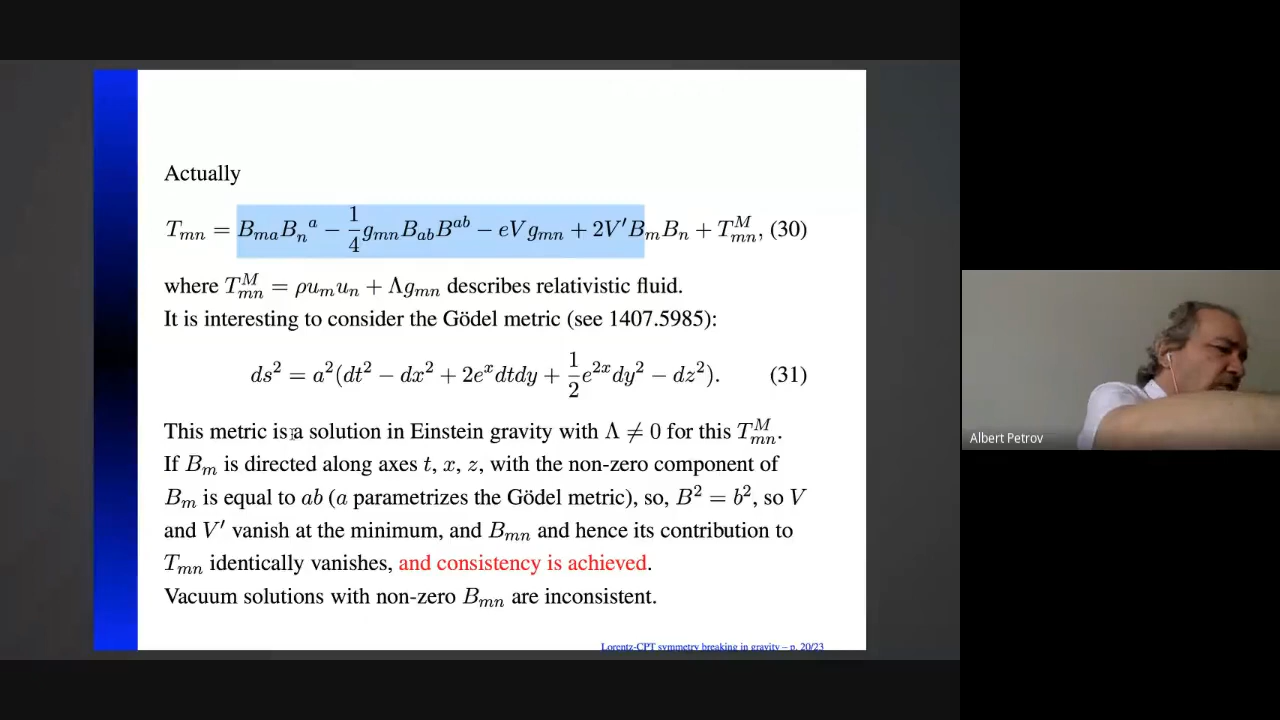 Actually
T_{mn} = B_{ma}B_n{}^a − \frac{1}{4}g_{mn}B_{ab}B^{ab} − eVg_{mn} + 2V′B_mB_n + T^M_{mn}, (30)
where T^M_{mn} = ρu_mu_n + Λg_{mn} describes relativistic fluid.
It is interesting to consider the Gödel metric (see 1407.5985):
ds^2 = a^2(dt^2 − dx^2 + 2e^xdtdy + \frac{1}{2}e^{2x}dy^2 − dz^2). (31)
This metric is a solution in Einstein gravity with Λ ≠ 0 for this T^M_{mn}.
If B_m is directed along axes t, x, z, with the non-zero component of
B_m is equal to ab (a parametrizes the Gödel metric), so, B^2 = b^2, so V
and V′ vanish at the minimum, and B_{mn} and hence its contribution to
T_{mn} identically vanishes, and consistency is achieved.
Vacuum solutions with non-zero B_{mn} are inconsistent.
Lorentz-CPT symmetry breaking in gravity – p. 20/23
Albert Petrov